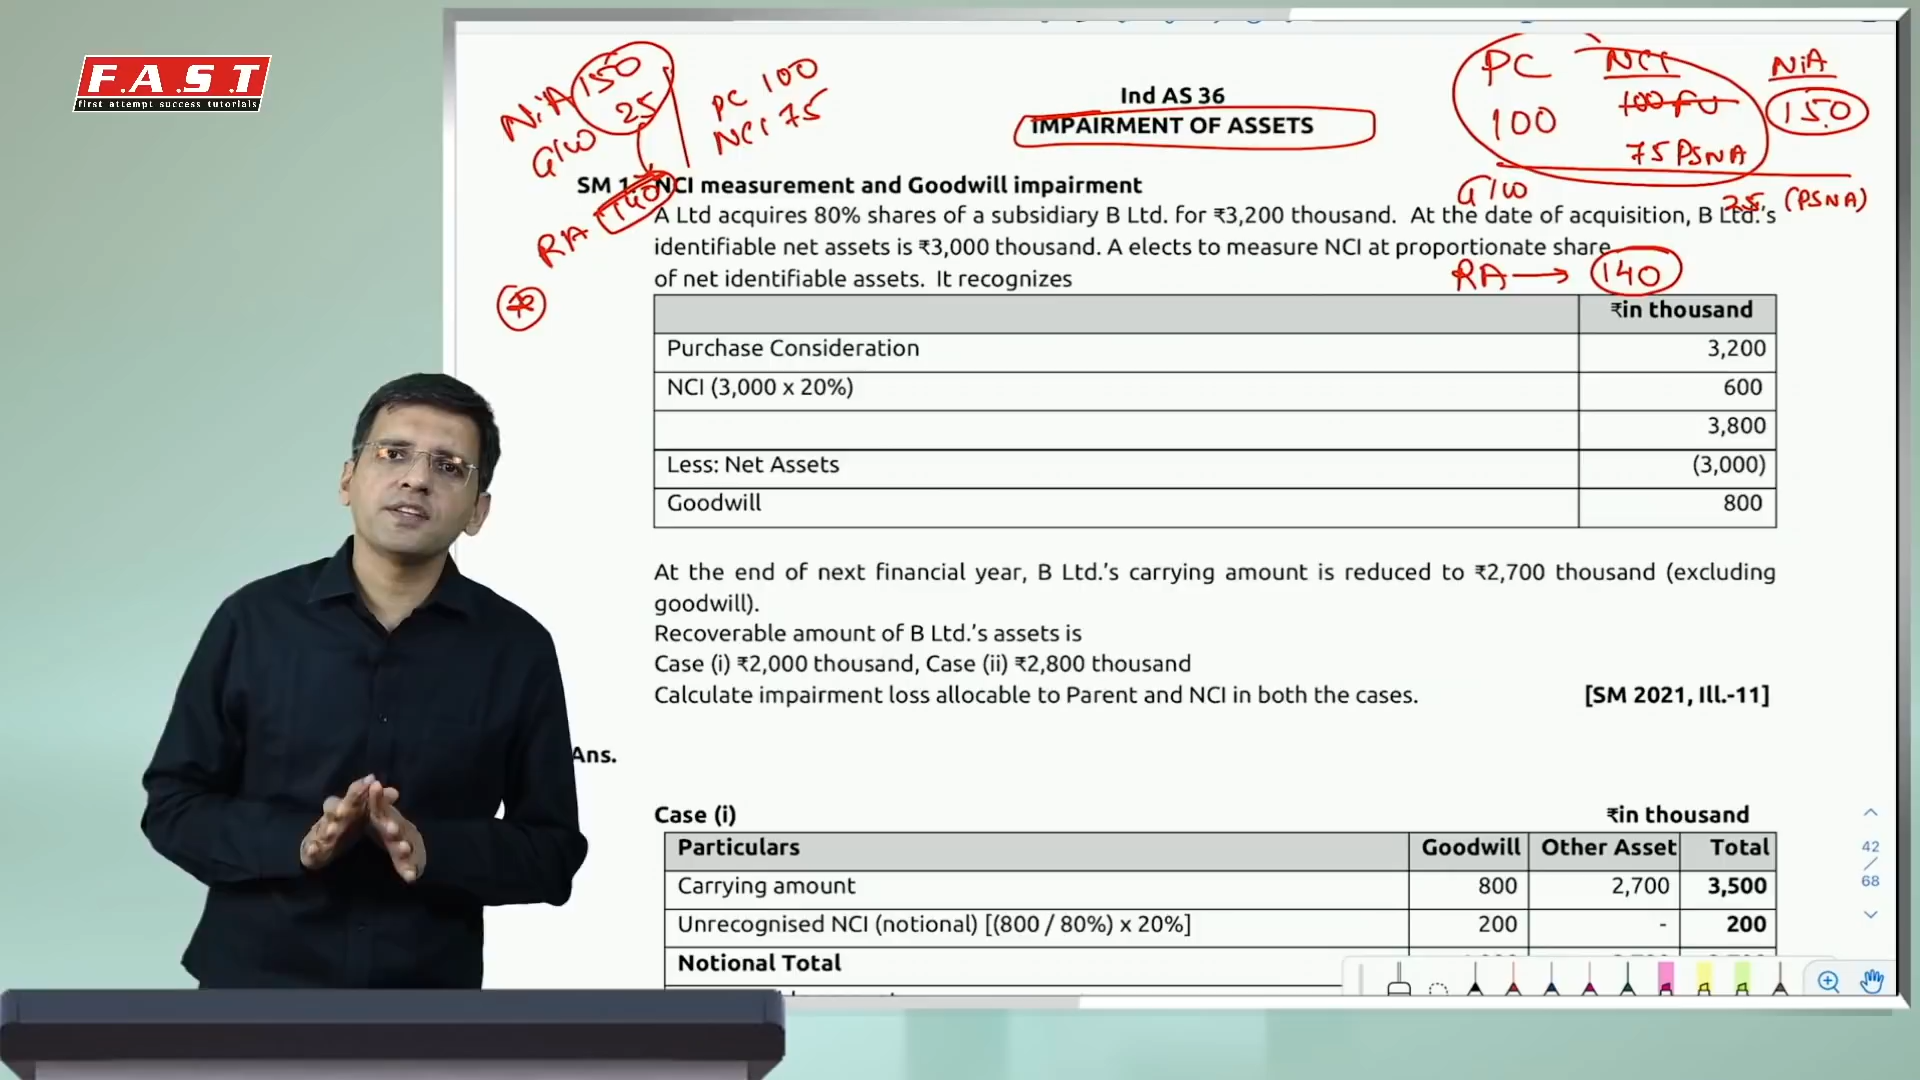 F.A.S.T
first attempt success tutorials
NiA 150
G/W 25
RA 140
PC 100
NCI 75
PC NCI NiA
100 100 FV 150
75 PSNA
G/W 25 (PSNA)
RA → 140
Ind AS 36
IMPAIRMENT OF ASSETS
SM 1. NCI measurement and Goodwill impairment
A Ltd acquires 80% shares of a subsidiary B Ltd. for ₹3,200 thousand. At the date of acquisition, B Ltd.'s
identifiable net assets is ₹3,000 thousand. A elects to measure NCI at proportionate share
of net identifiable assets. It recognizes
₹in thousand
Purchase Consideration 3,200
NCI (3,000 x 20%) 600
3,800
Less: Net Assets (3,000)
Goodwill 800
At the end of next financial year, B Ltd.'s carrying amount is reduced to ₹2,700 thousand (excluding
goodwill).
Recoverable amount of B Ltd.'s assets is
Case (i) ₹2,000 thousand, Case (ii) ₹2,800 thousand
Calculate impairment loss allocable to Parent and NCI in both the cases. [SM 2021, Ill.-11]
Ans.
Case (i) ₹in thousand
Particulars Goodwill Other Asset Total
Carrying amount 800 2,700 3,500
Unrecognised NCI (notional) [(800 / 80%) x 20%] 200 - 200
Notional Total
42
/
68